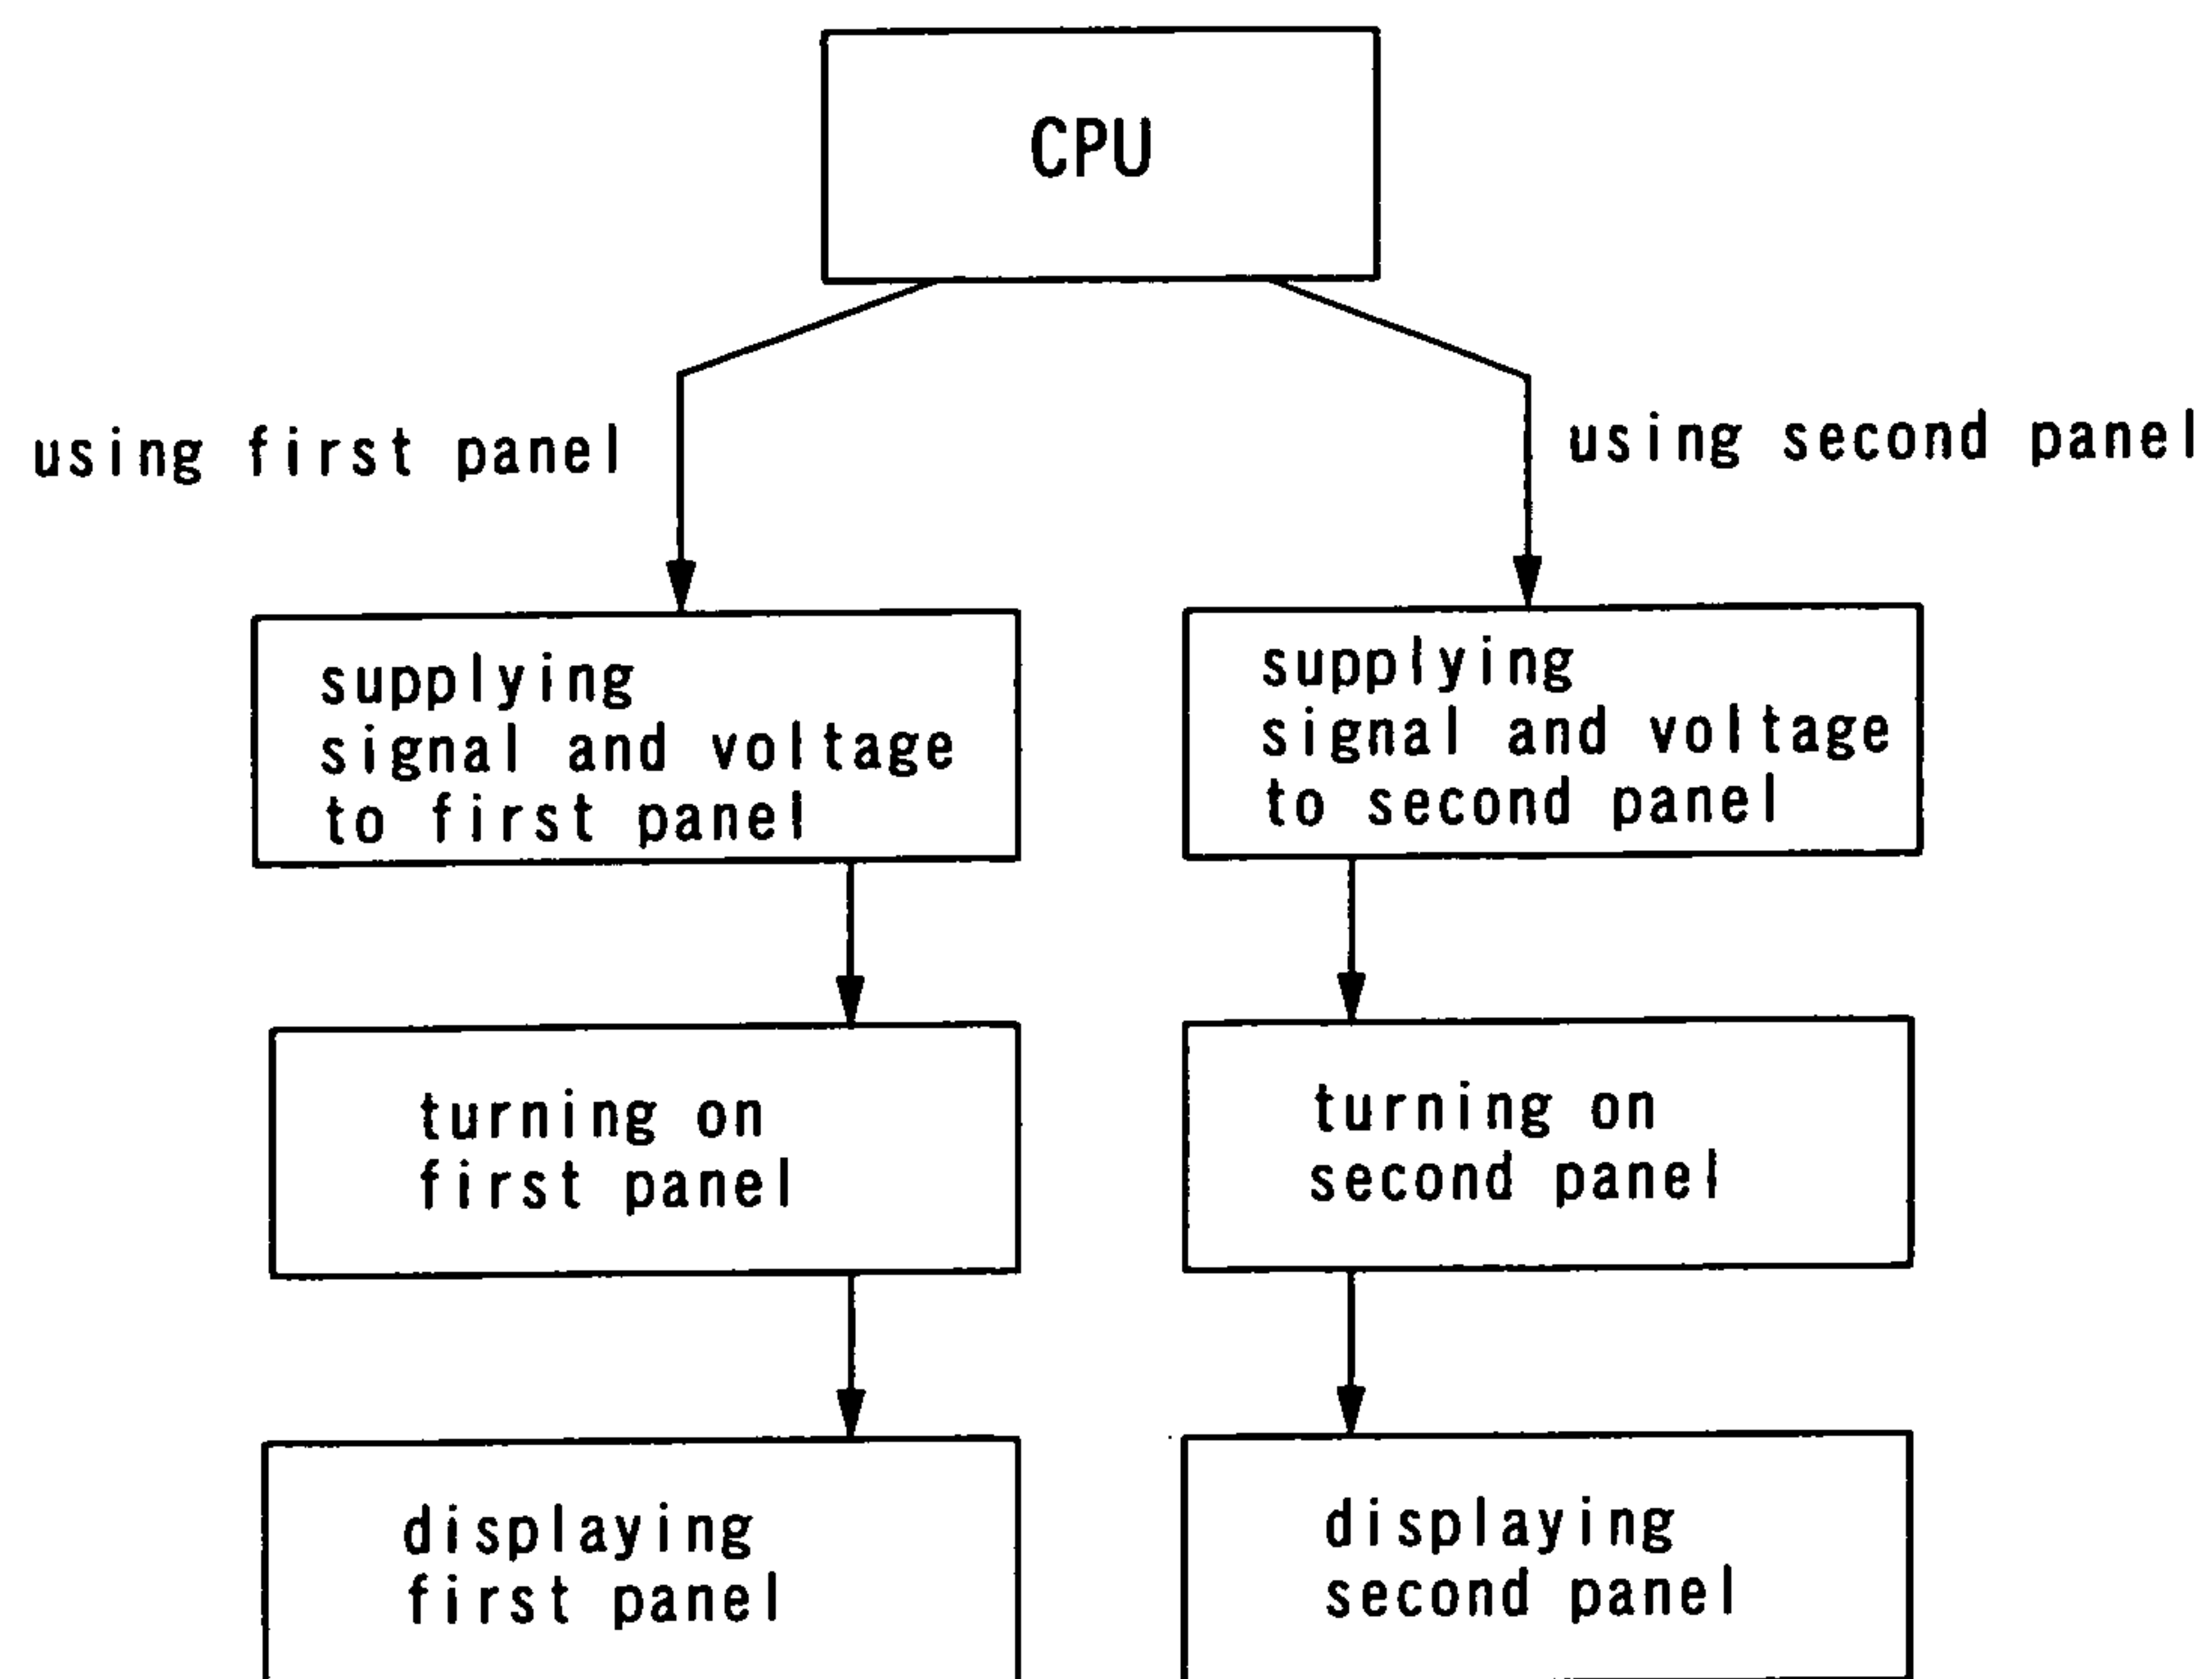 CPU
using first panel
using second panel
supplying
signal and voltage
to first panel
supplying
signal and voltage
to second panel
turning on
first panel
turning on
second panel
displaying
first panel
displaying
second panel